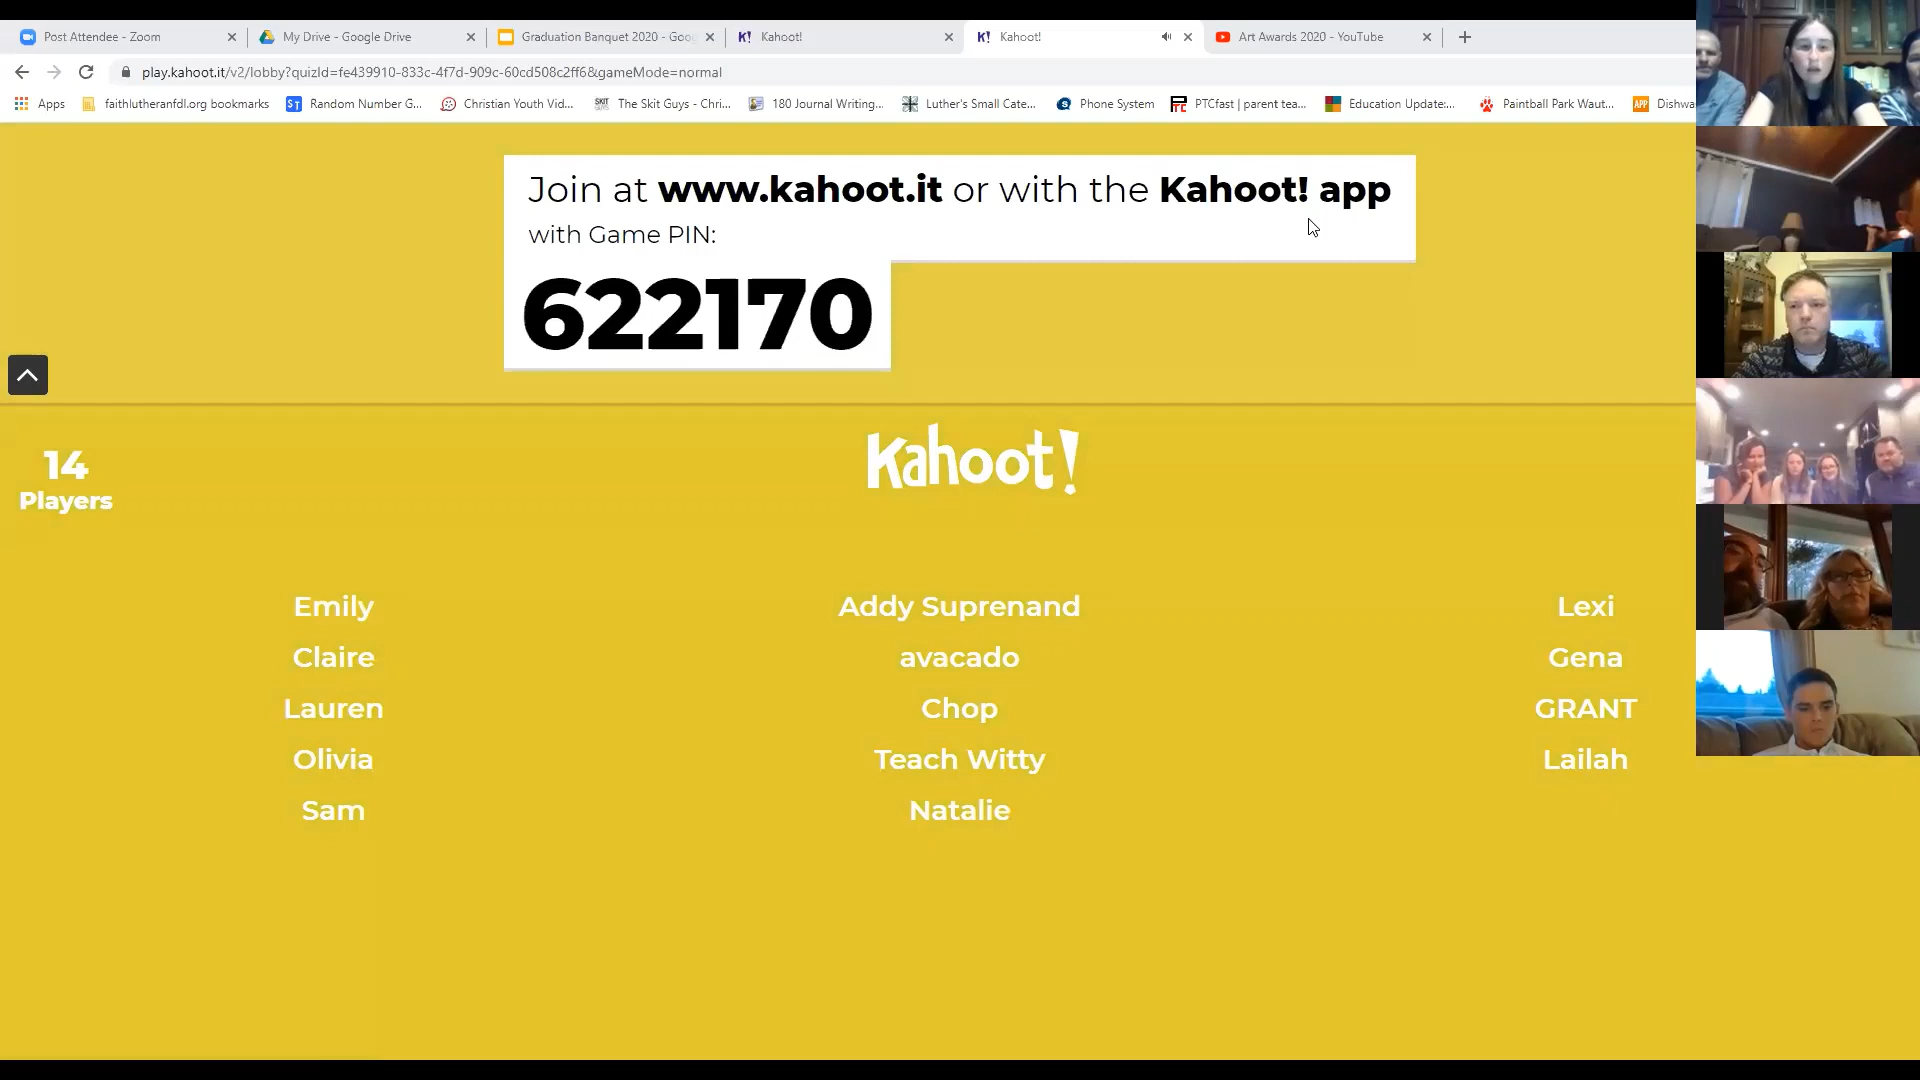 Post Attendee - Zoom
My Drive - Google Drive
Graduation Banquet 2020 - Goo
Kahoot!
Kahoot!
Art Awards 2020 - YouTube
play.kahoot.it/v2/lobby?quizId=fe439910-833c-4f7d-909c-60cd508c2ff6&gameMode=normal
Apps
faithlutheranfdl.org bookmarks
Random Number G...
Christian Youth Vid...
The Skit Guys - Chri...
180 Journal Writing...
Luther's Small Cate...
Phone System
PTCfast | parent tea...
Education Update:...
Paintball Park Waut...
Dishwa
Join at www.kahoot.it or with the Kahoot! app
with Game PIN:
622170
14
Players
Kahoot!
Emily
Addy Suprenand
Lexi
Claire
avacado
Gena
Lauren
Chop
GRANT
Olivia
Teach Witty
Lailah
Sam
Natalie